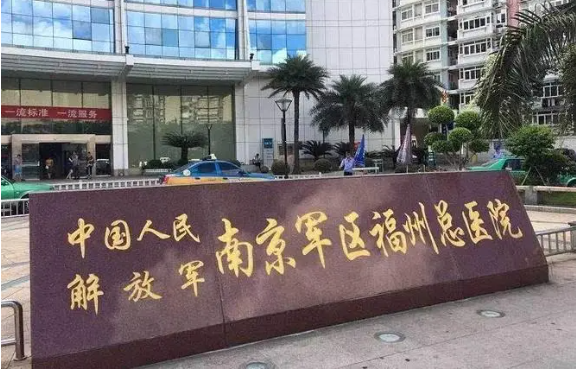 一流标准 一流服务
中国人民
解放军
南京军区福州总医院